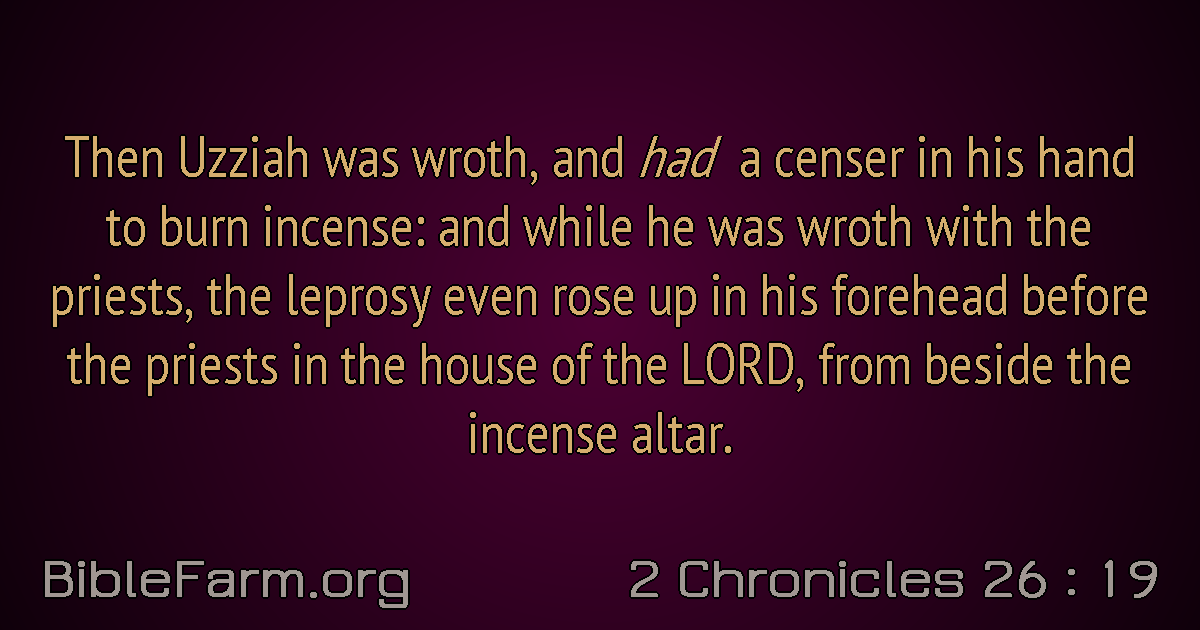 Then Uzziah was wroth, and had a censer in his hand
to burn incense: and while he was wroth with the
priests, the leprosy even rose up in his forehead before
the priests in the house of the LORD, from beside the
incense altar.
BibleFarm.org
2 Chronicles 26 : 19